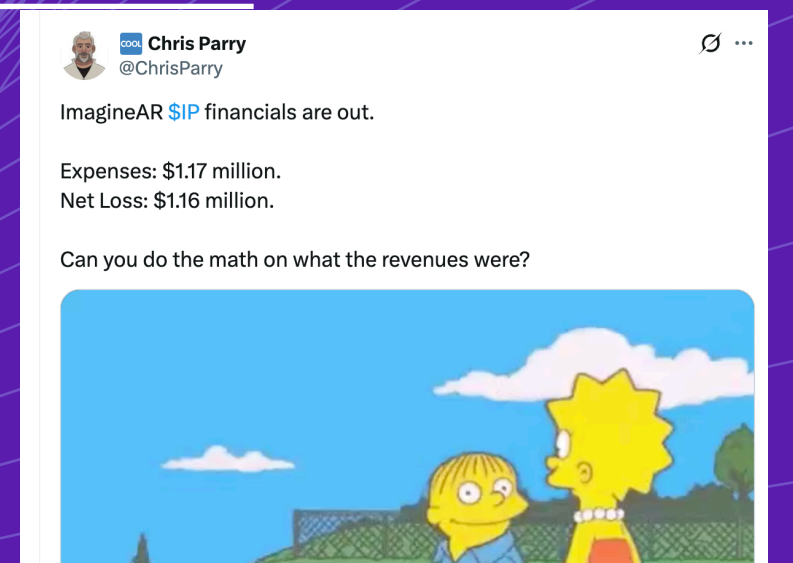 COOL Chris Parry
@ChrisParry
ImagineAR $IP financials are out.
Expenses: $1.17 million.
Net Loss: $1.16 million.
Can you do the math on what the revenues were?